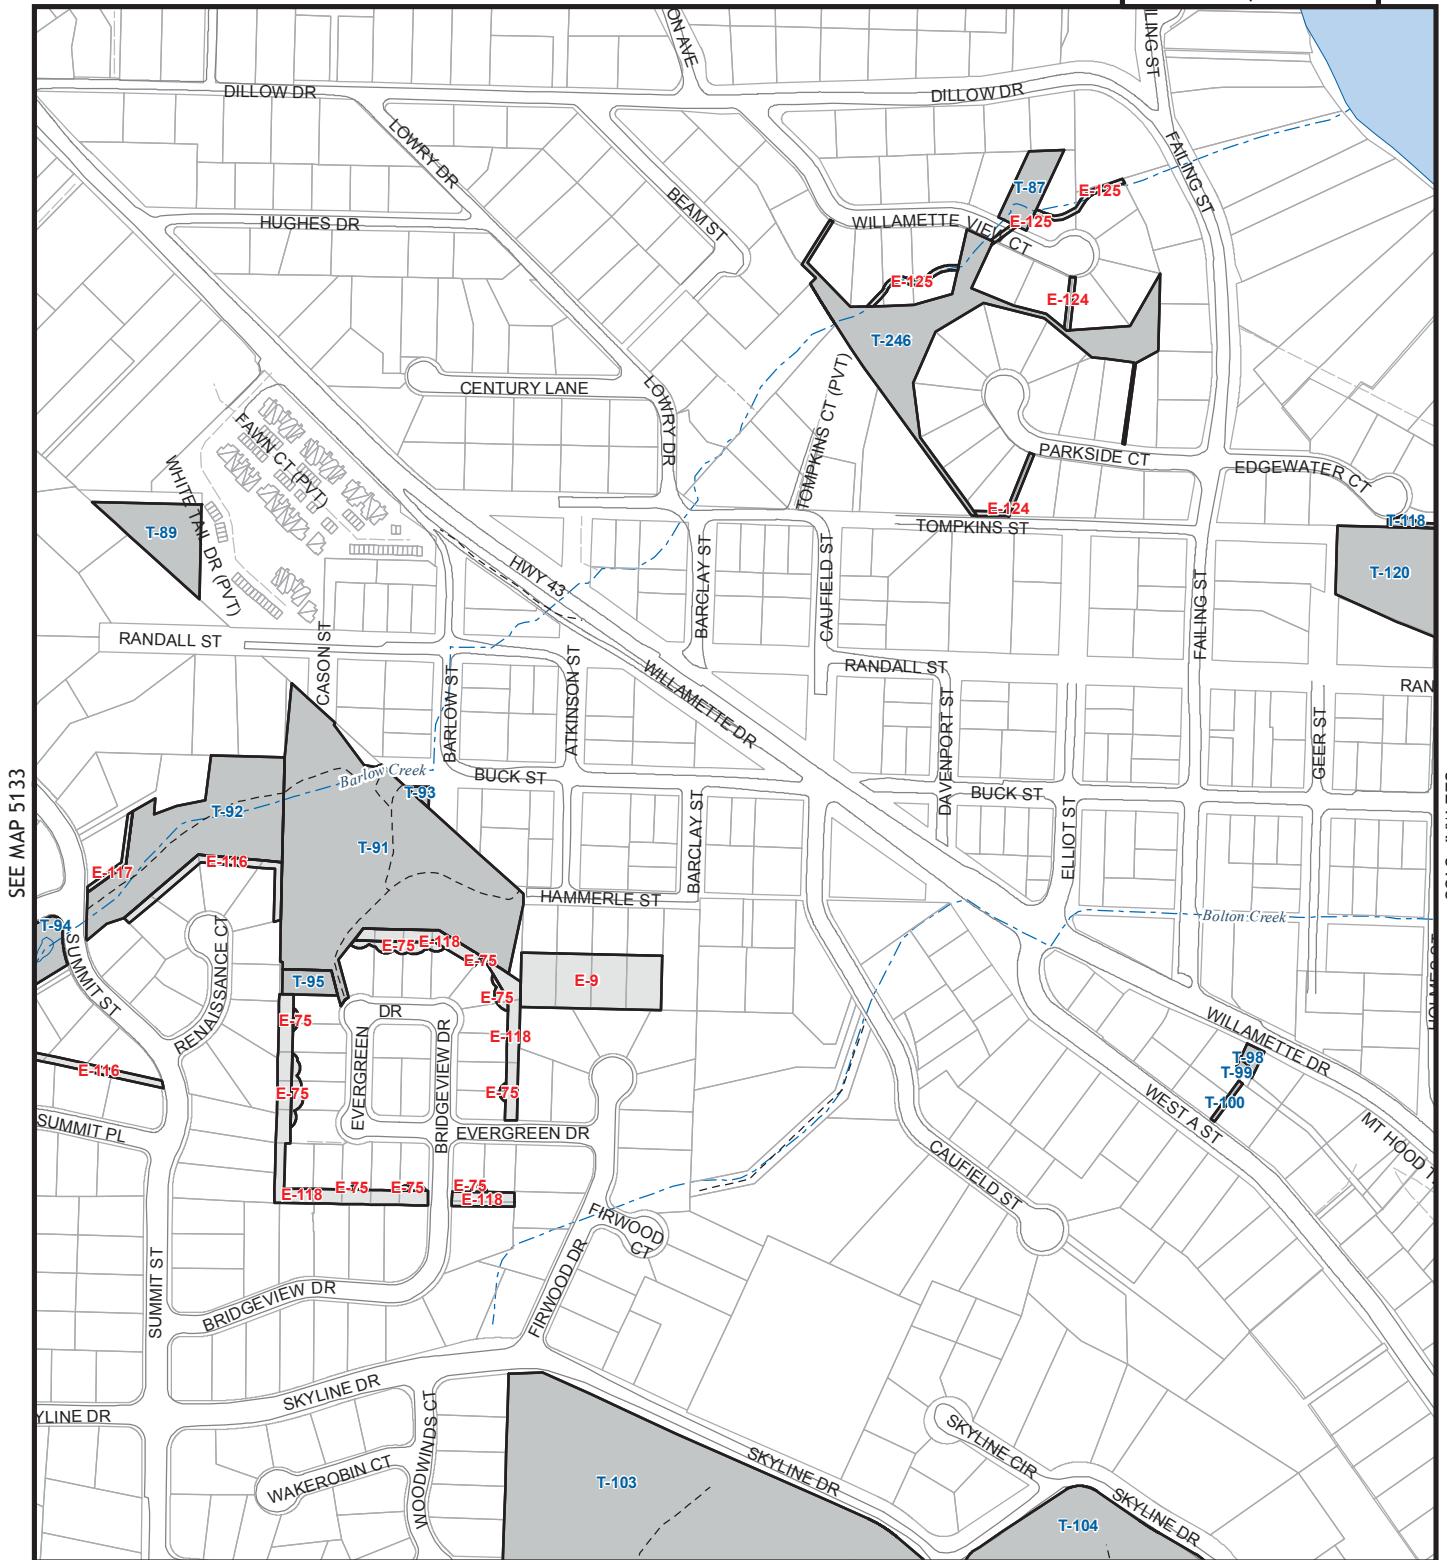 DILLOW DR
DILLOW DR
LOWRY DR
FAILING ST
BEAM ST
HUGHES DR
T-87
E-125
E-125
WILLAMETTE VIEW CT
E-125
E-124
T-246
CENTURY LANE
LOWRY DR
TOMPKINS CT (PVT)
FAWN CT (PVT)
WHITE TAIL DR (PVT)
PARKSIDE CT
EDGEWATER CT
E-124
TOMPKINS ST
T-118
T-89
T-120
HWY 43
BARCLAY ST
CAUFIELD ST
FAILING ST
RANDALL ST
CASON ST
BARLOW ST
ATKINSON ST
WILLAMETTE DR
RANDALL ST
RAN
DAVENPORT ST
GEER ST
Barlow Creek
BUCK ST
BUCK ST
T-93
T-92
T-91
SEE MAP 5133
BARCLAY ST
ELLIOT ST
E-117
E-116
HAMMERLE ST
Bolton Creek
T-94
SUMMIT ST
RENAISSANCE CT
E-75
E-118
E-75
T-95
E-75
E-9
E-75
EVERGREEN
DR
BRIDGEVIEW DR
E-118
WILLAMETTE DR
E-116
E-75
E-75
T-98
T-99
T-100
WEST A ST
SUMMIT PL
EVERGREEN DR
MT HOOD
CAUFIELD ST
E-118
E-75
E-75
E-75
E-118
FIRWOOD
CT
SUMMIT ST
BRIDGEVIEW DR
FIRWOOD DR
SKYLINE DR
YLINE DR
WOODWINDS CT
WAKEROBIN CT
T-103
SKYLINE DR
SKYLINE CIR
SKYLINE DR
T-104